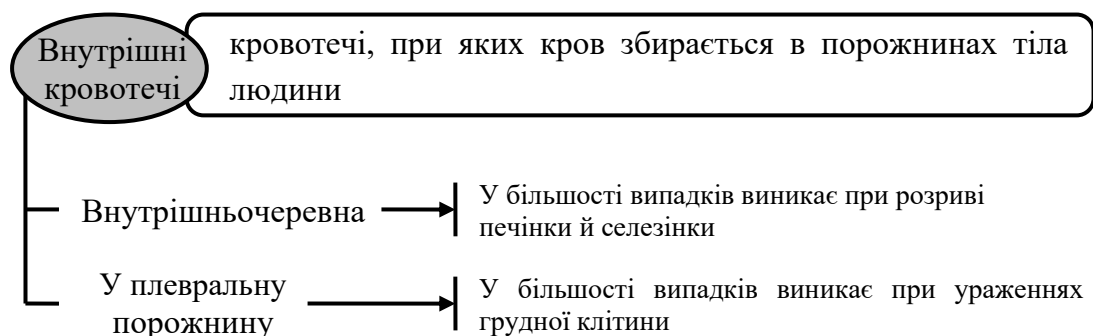 Внутрішні
кровотечі
кровотечі, при яких кров збирається в порожнинах тіла
людини
Внутрішньочеревна
У більшості випадків виникає при розриві
печінки й селезінки
У плевральну
порожнину
У більшості випадків виникає при ураженнях
грудної клітини